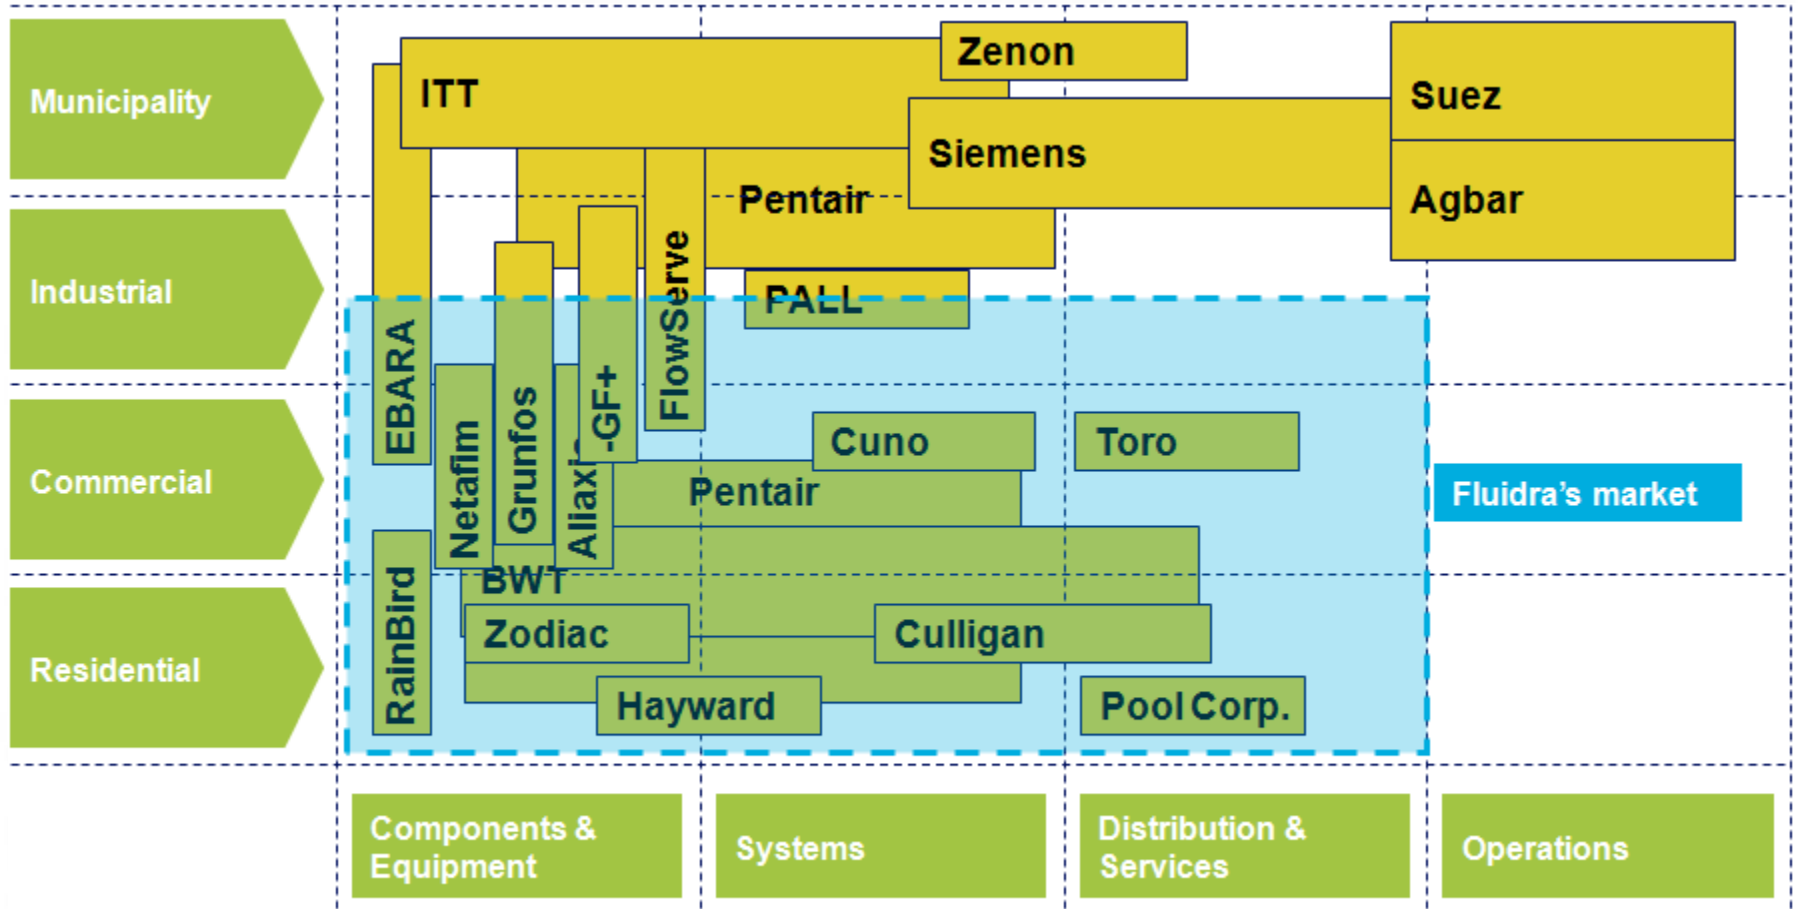 Municipality
Industrial
Commercial
Residential
ITT
Zenon
Siemens
Suez
Agbar
Pentair
PALL
EBARA
Netafim
Grunfos
-GF+
FlowServe
Cuno
Toro
Pentair
Fluidra's market
BWT
RainBird
Zodiac
Culligan
Hayward
Pool Corp.
Components &
Equipment
Systems
Distribution &
Services
Operations